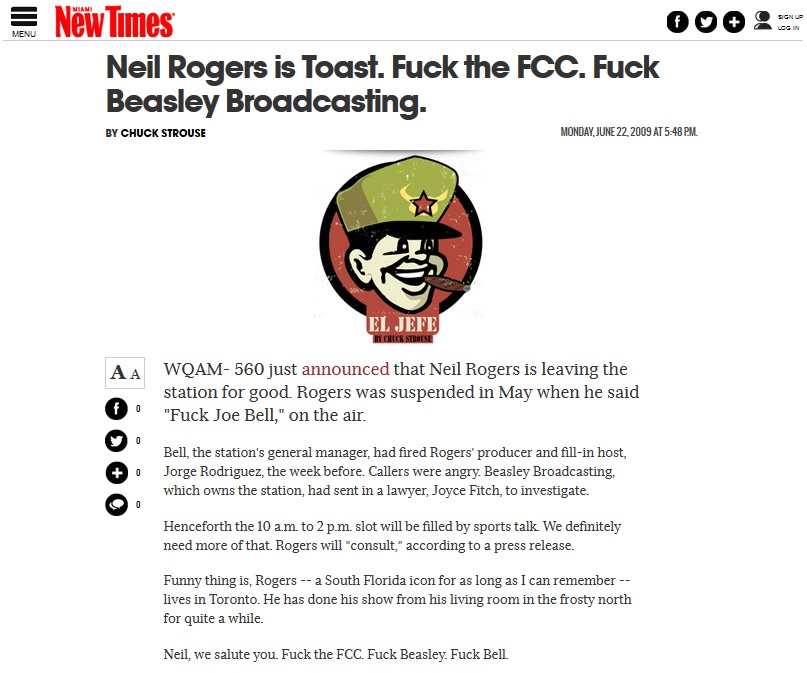 MENU
MIAMI
New Times
SIGN UP
LOG IN
Neil Rogers is Toast. Fuck the FCC. Fuck
Beasley Broadcasting.
BY CHUCK STROUSE
MONDAY, JUNE 22, 2009 AT 5:48 P.M.
EL JEFE
BY CHUCK STROUSE
A A
WQAM- 560 just announced that Neil Rogers is leaving the
station for good. Rogers was suspended in May when he said
"Fuck Joe Bell," on the air.
0
0
0
0
Bell, the station's general manager, had fired Rogers' producer and fill-in host,
Jorge Rodriguez, the week before. Callers were angry. Beasley Broadcasting,
which owns the station, had sent in a lawyer, Joyce Fitch, to investigate.
Henceforth the 10 a.m. to 2 p.m. slot will be filled by sports talk. We definitely
need more of that. Rogers will "consult," according to a press release.
Funny thing is, Rogers -- a South Florida icon for as long as I can remember --
lives in Toronto. He has done his show from his living room in the frosty north
for quite a while.
Neil, we salute you. Fuck the FCC. Fuck Beasley. Fuck Bell.